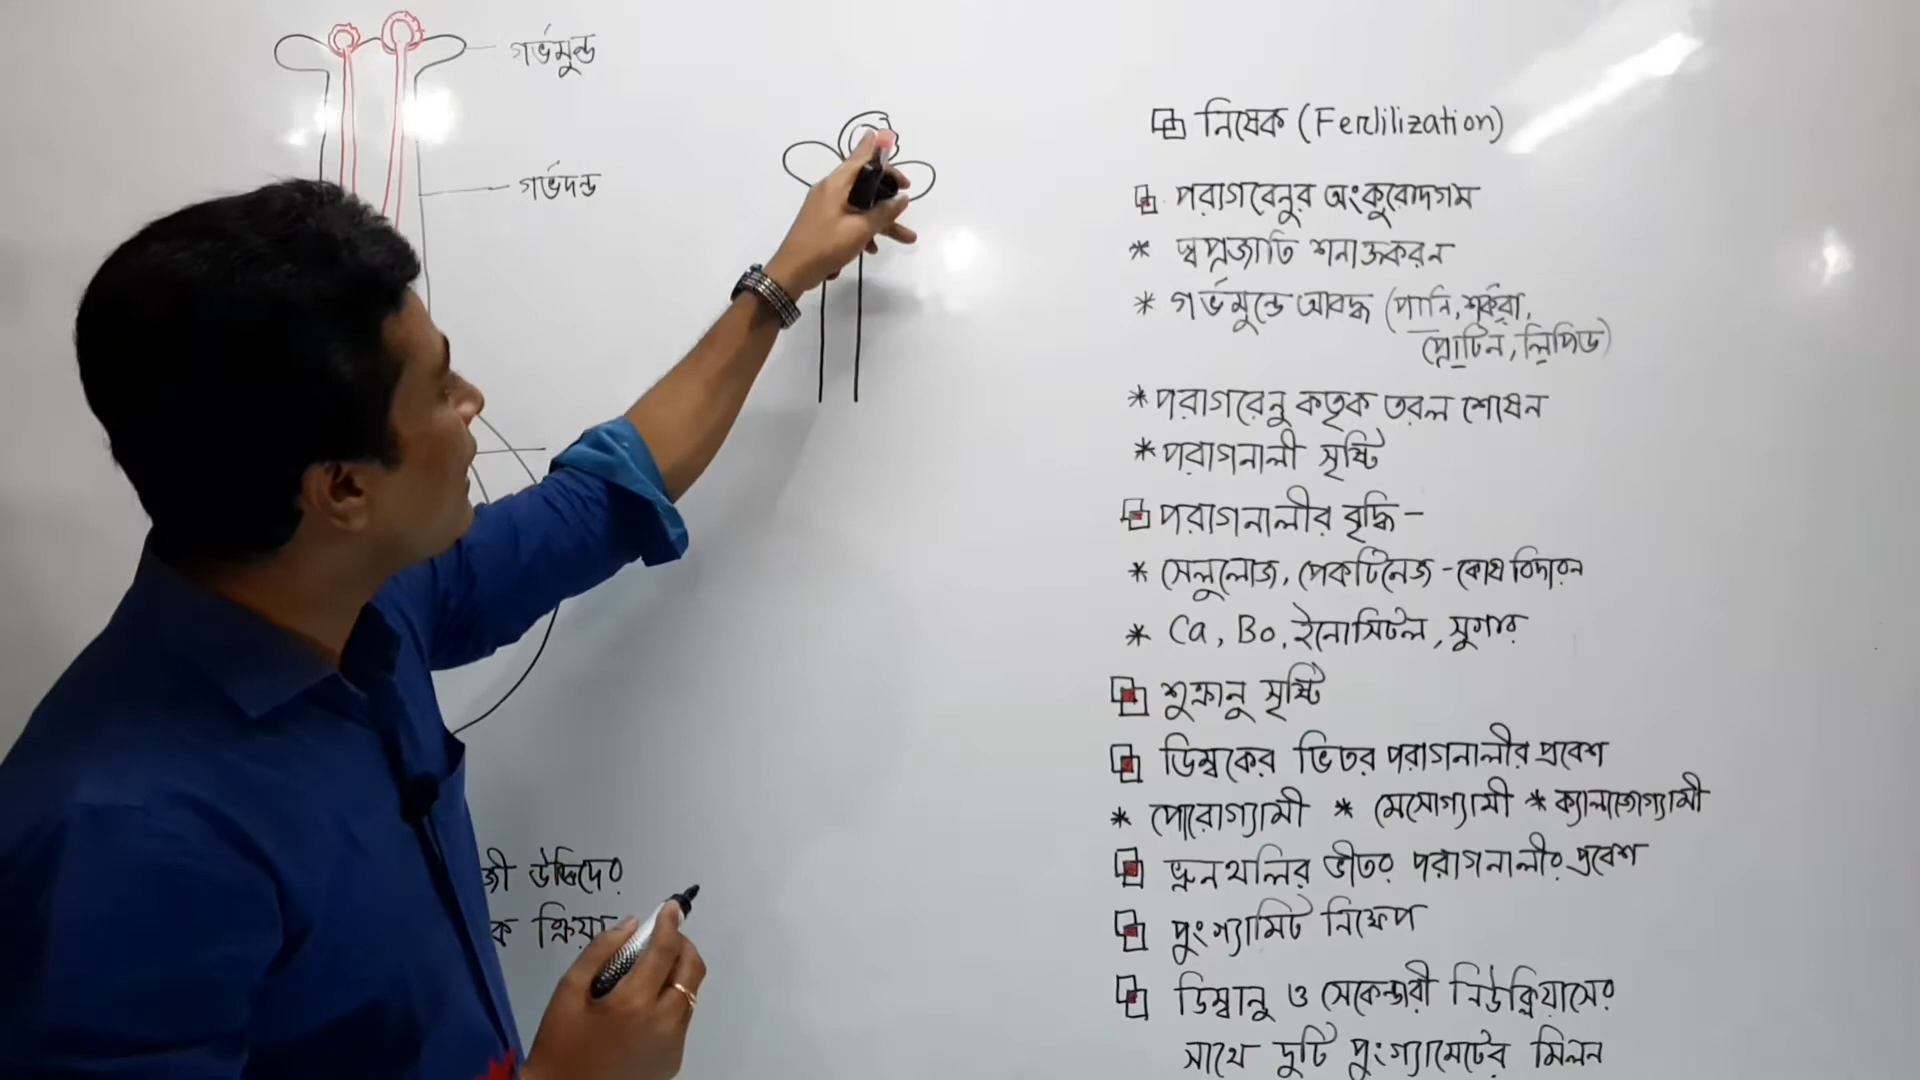 গর্ভমুন্ড
গর্ভদন্ড
জী উদ্ভিদের
ক ক্রিয়া
নিষেক (Ferlilization)
পরাগরেনুর অংকুরোদগম
* স্বপ্রজাতি শনাক্তকরন
* গর্ভমুন্ডে আবদ্ধ (পানি, শর্করা,
প্রোটিন, লিপিড)
* পরাগরেনু কতৃক তরল শোষন
* পরাগনালী সৃষ্টি
পরাগনালীর বৃদ্ধি -
* সেলুলোজ, পেকটিনেজ - কোষ বিদারন
* Ca, Bo, ইনোসিটল, সুগার
শুক্রানু সৃষ্টি
ডিম্বকের ভিতর পরাগনালীর প্রবেশ
* পোরোগ্যামী * মেসোগ্যামী * ক্যালাজোগ্যামী
ভ্রুনথলির ভীতর পরাগনালীর প্রবেশ
পুংগ্যামিট নিক্ষেপ
ডিম্বানু ও সেকেন্ডারী নিউক্লিয়াসের
সাথে দুটি পুংগ্যামেটের মিলন